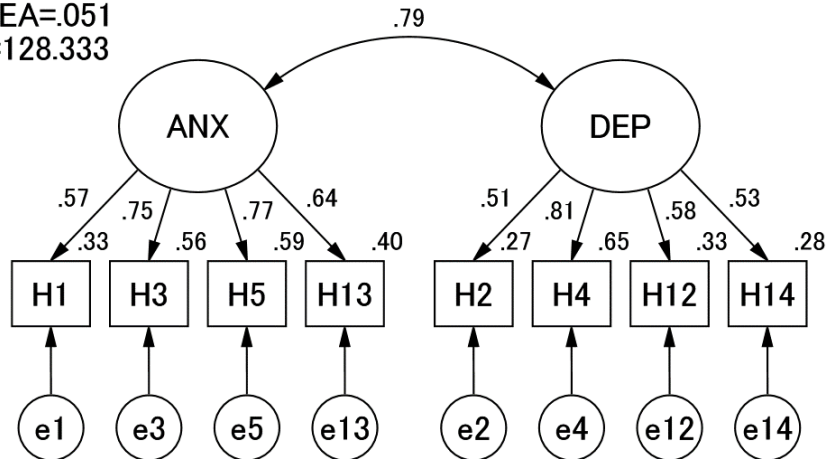 EA=.051
128.333
.79
ANX
DEP
.57
.75
.77
.64
.51
.81
.58
.53
.33
.56
.59
.40
.27
.65
.33
.28
H1
H3
H5
H13
H2
H4
H12
H14
e1
e3
e5
e13
e2
e4
e12
e14